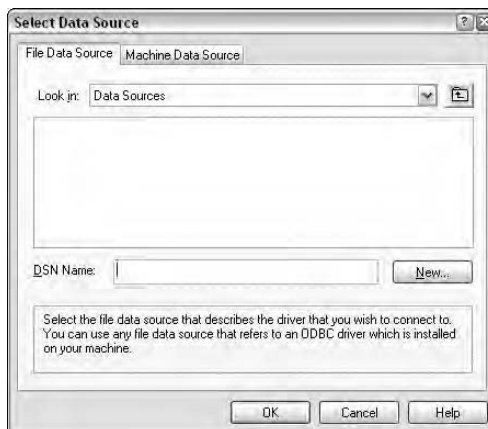 Select Data Source
?
File Data Source
Machine Data Source
Look in:
Data Sources
DSN Name:
New...
Select the file data source that describes the driver that you wish to connect to.
You can use any file data source that refers to an ODBC driver which is installed
on your machine.
OK
Cancel
Help